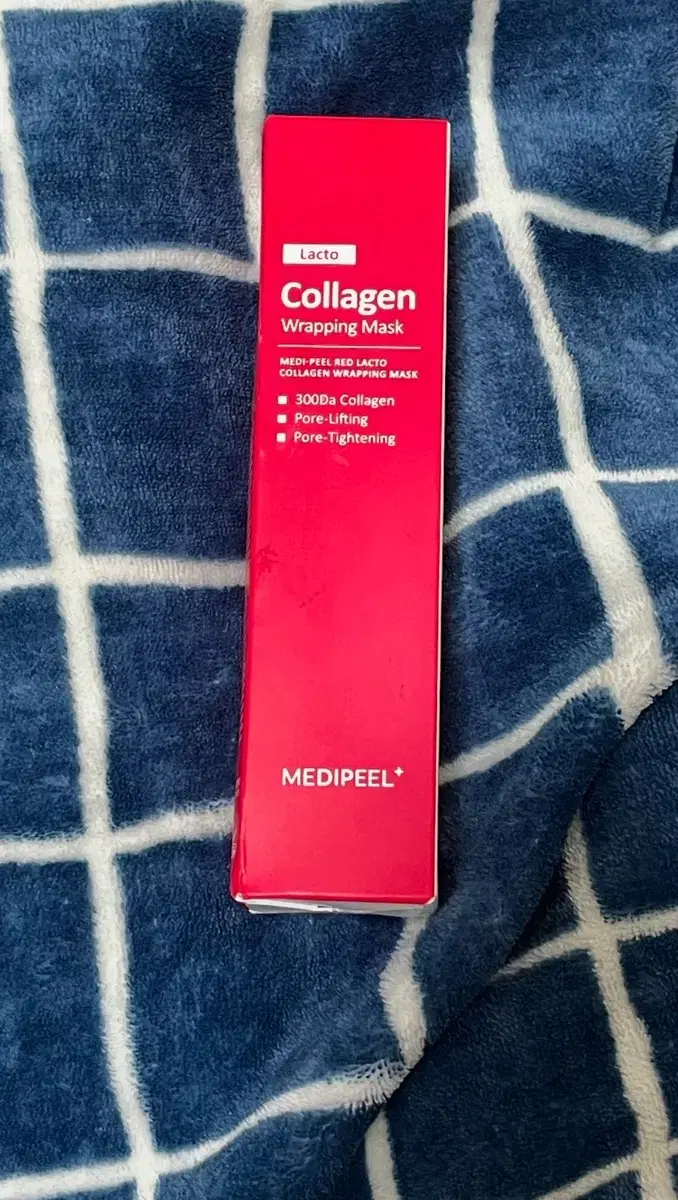 Lacto
Collagen
Wrapping Mask
MEDI-PEEL RED LACTO
COLLAGEN WRAPPING MASK
300Da Collagen
Pore-Lifting
Pore-Tightening
MEDIPEEL+